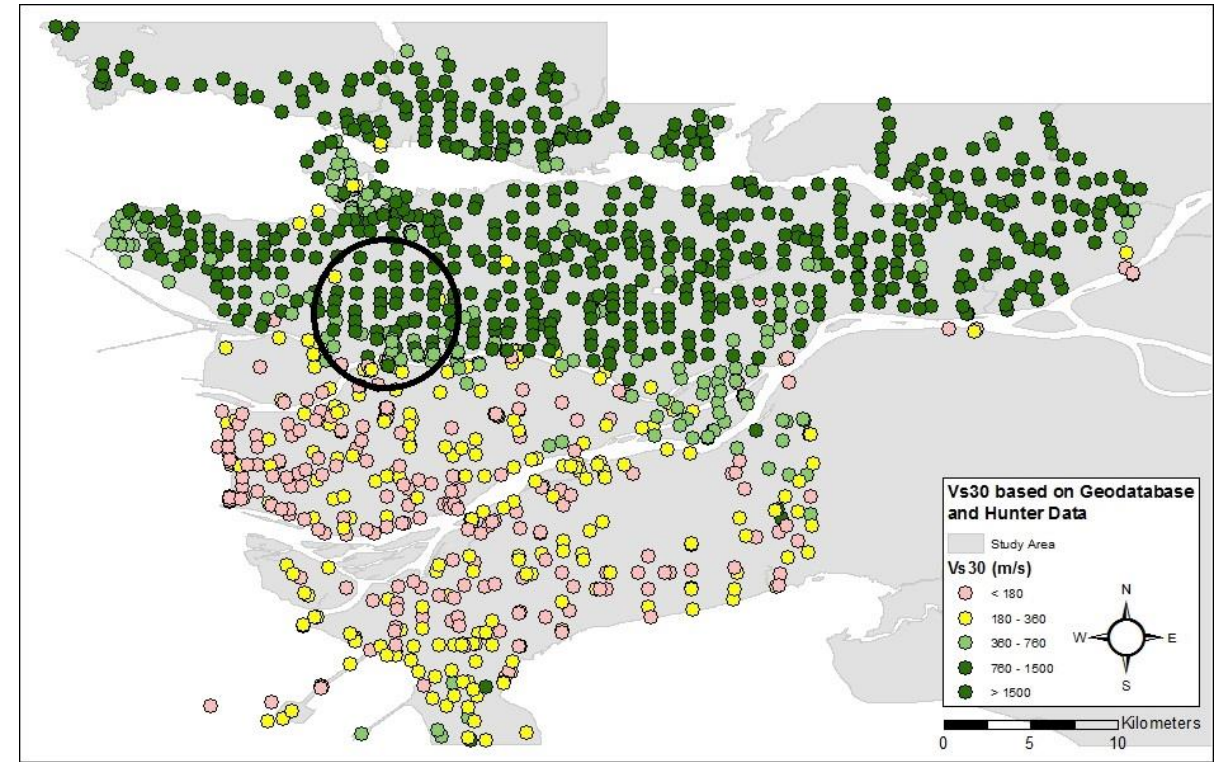 Vs30 based on Geodatabase
and Hunter Data
Study Area
Vs30 (m/s)
< 180
180 - 360
360 - 760
760 - 1500
> 1500
N
W E
S
Kilometers
0 5 10